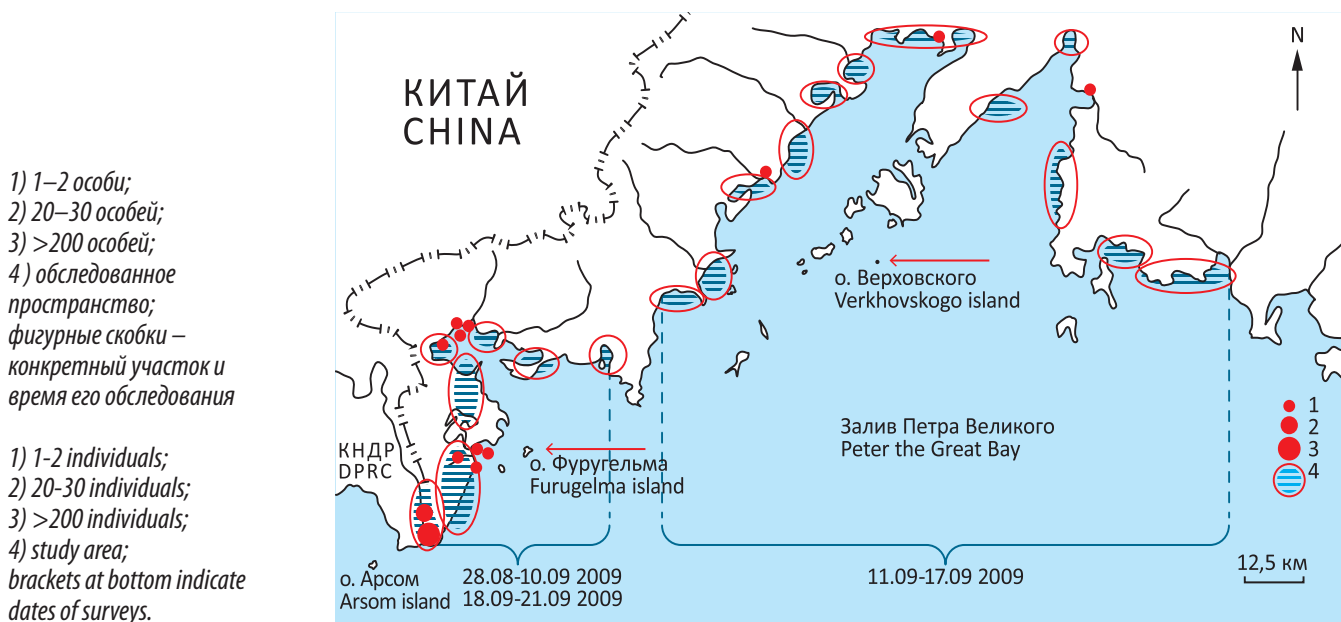 1) 1–2 особи;
2) 20–30 особей;
3) >200 особей;
4 ) обследованное
пространство;
фигурные скобки –
конкретный участок и
время его обследования
1) 1-2 individuals;
2) 20-30 individuals;
3) >200 individuals;
4) study area;
brackets at bottom indicate
dates of surveys.
КИТАЙ
CHINA
N
о. Верховского
Verkhovskogo island
Залив Петра Великого
Peter the Great Bay
КНДР
DPRC
о. Фуругельма
Furugelma island
1
2
3
4
12,5 км
о. Арсом
Arsom island
28.08-10.09 2009
18.09-21.09 2009
11.09-17.09 2009